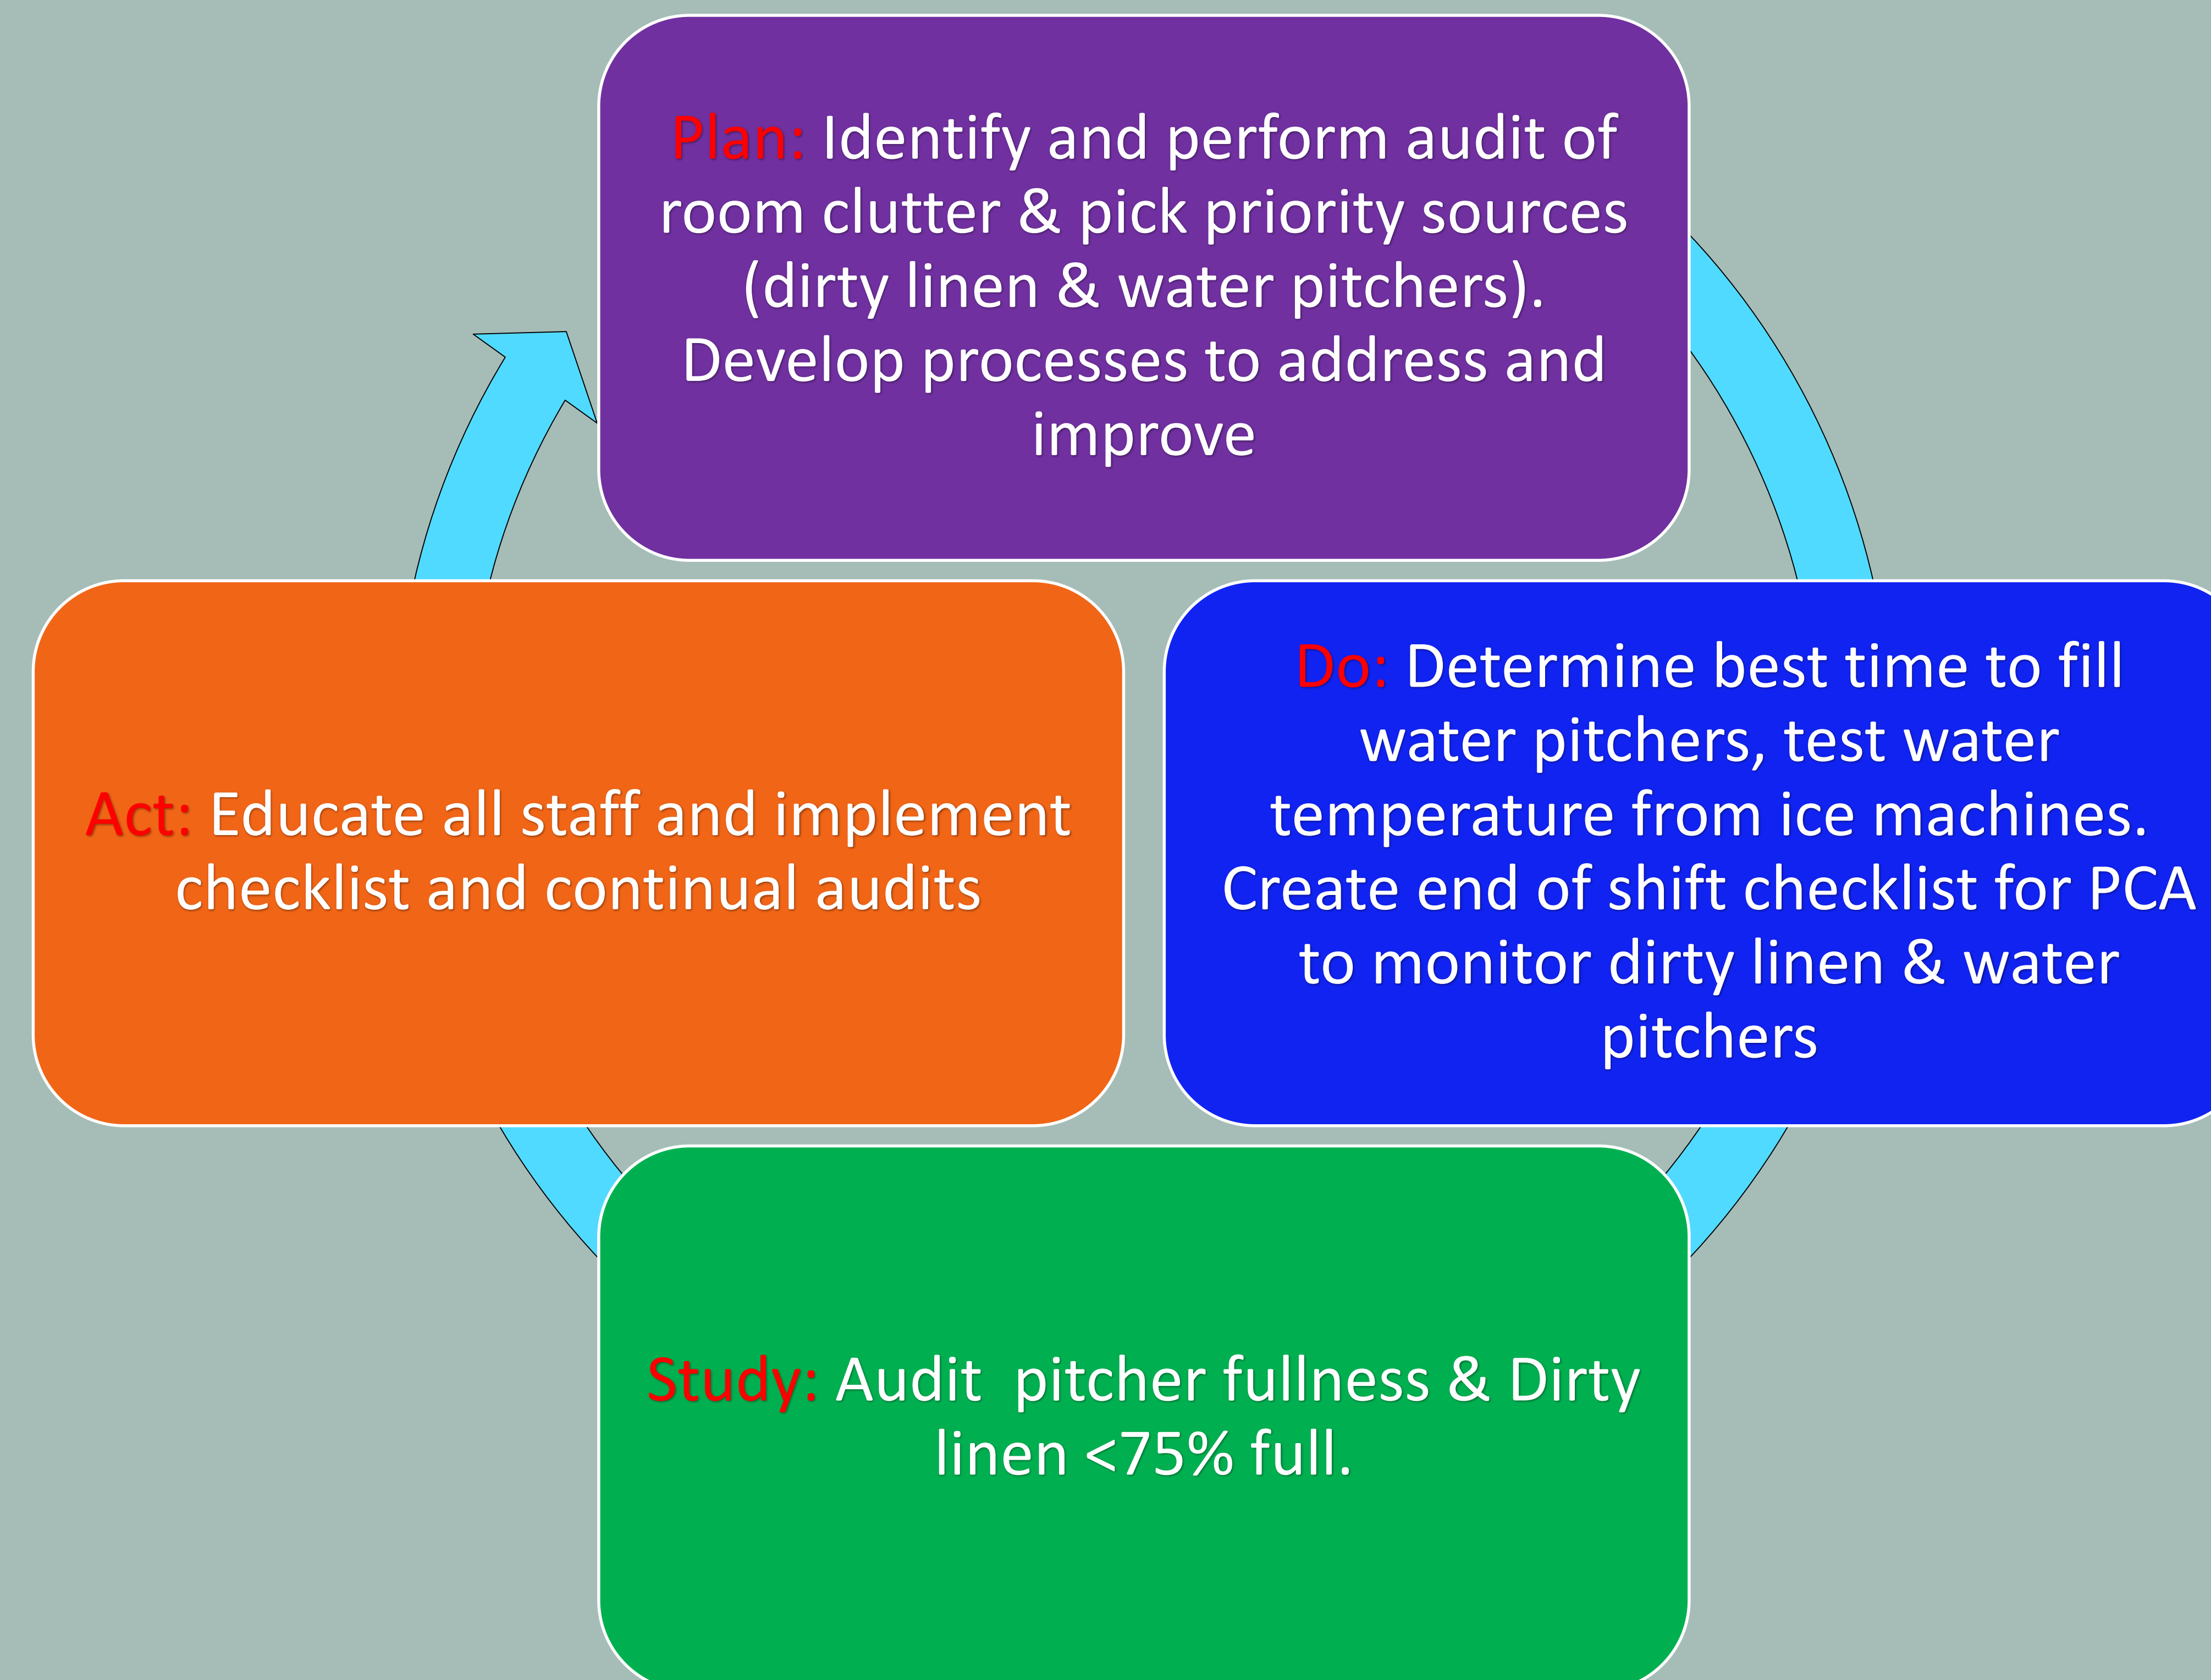 Plan: Identify and perform audit of
room clutter & pick priority sources
(dirty linen & water pitchers).
Develop processes to address and
improve
Do: Determine best time to fill
water pitchers, test water
temperature from ice machines.
Create end of shift checklist for PCA
to monitor dirty linen & water
pitchers
Study: Audit  pitcher fullness & Dirty
linen <75% full.
Act: Educate all staff and implement
checklist and continual audits